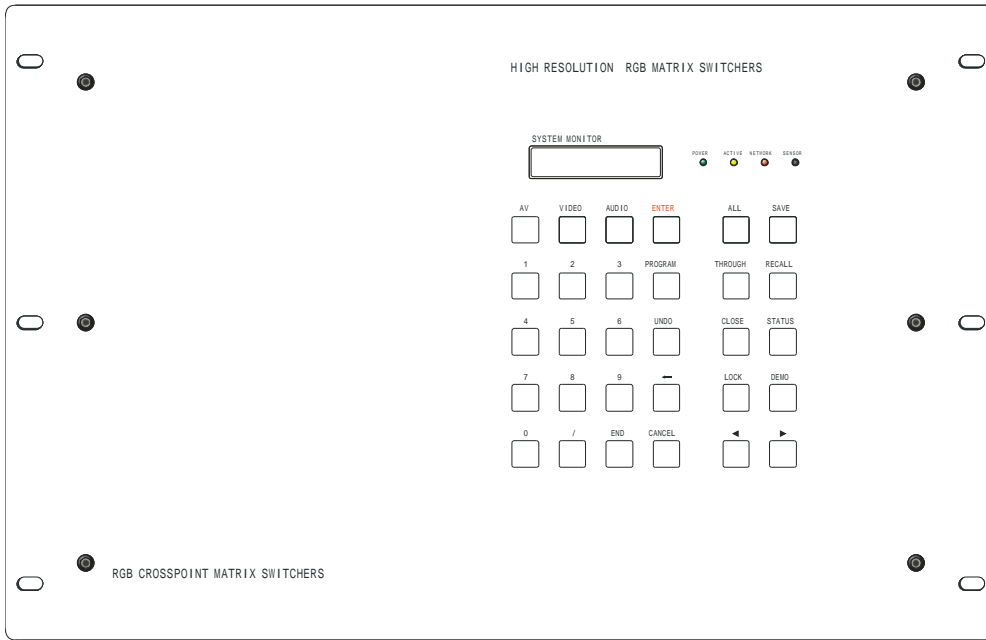 HIGH RESOLUTION RGB MATRIX SWITCHERS
SYSTEM MONITOR
POWER ACTIVE NETWORK SENSOR
AV VIDEO AUDIO ENTER ALL SAVE
1 2 3 PROGRAM THROUGH RECALL
4 5 6 UNDO CLOSE STATUS
7 8 9 LOCK DEMO
0 / END CANCEL
RGB CROSSPOINT MATRIX SWITCHERS